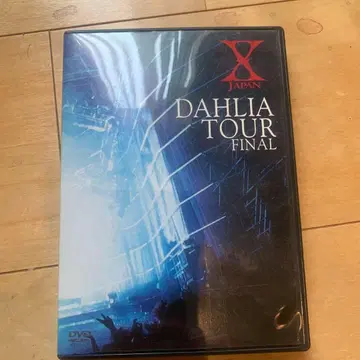 X
JAPAN
DAHLIA
TOUR
FINAL
DVD